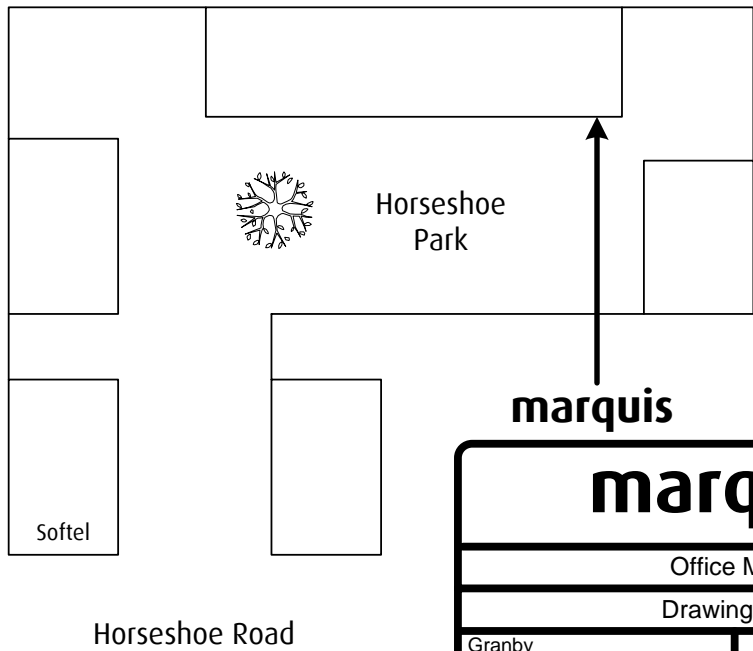 Horseshoe
Park
marquis
Softel
Office
Drawing
Horseshoe Road
Granby